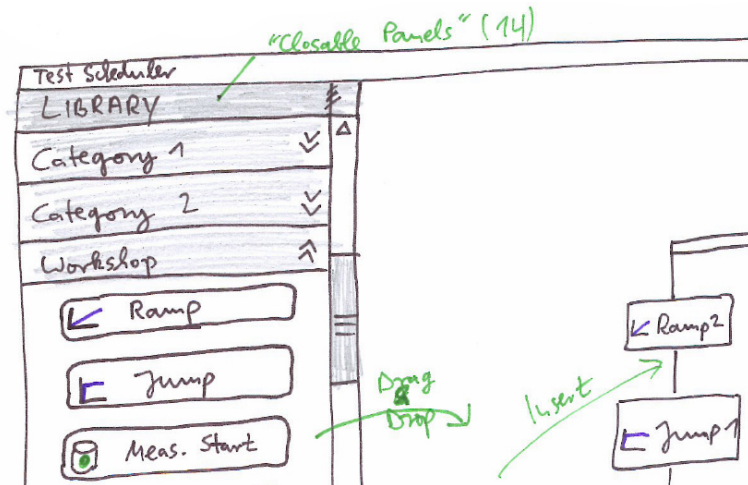 "Closable Panels" (14)
Test Scheduler
LIBRARY
Category 1
Category 2
Workshop
Ramp
Jump
Meas. Start
Drag
&
Drop
Insert
Ramp2
Jump1